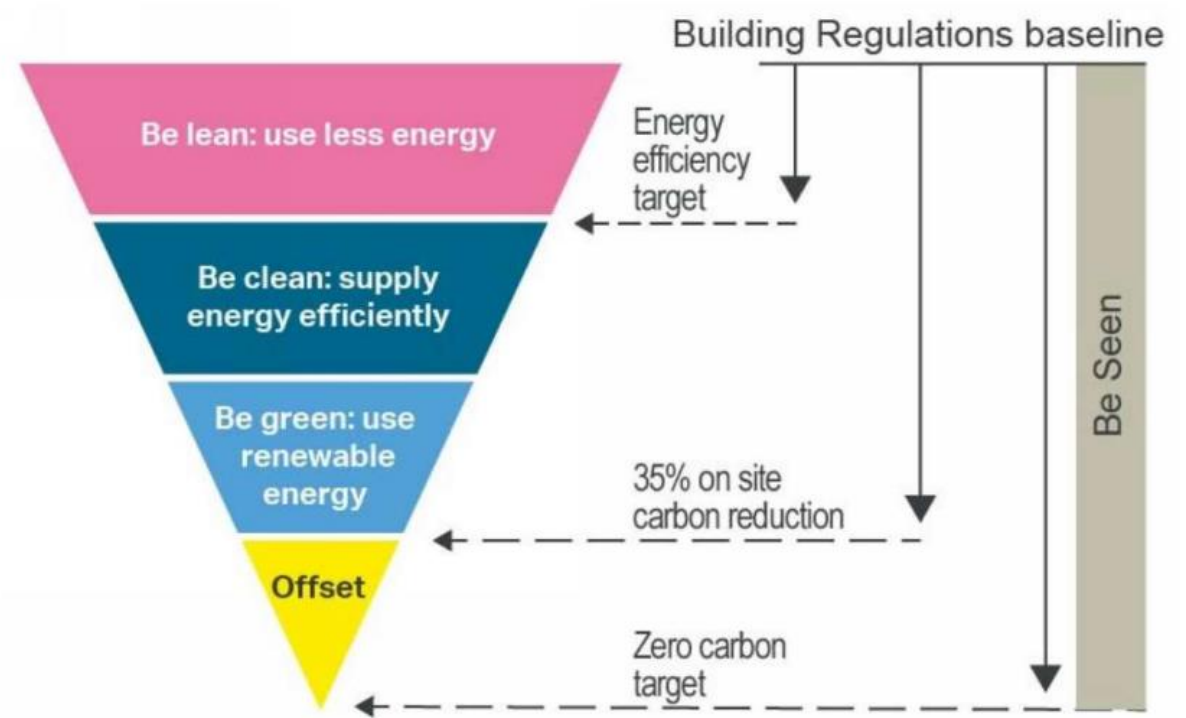 Building Regulations baseline
Be lean: use less energy
Energy
efficiency
target
Be clean: supply
energy efficiently
Be Seen
Be green: use
renewable
energy
35% on site
carbon reduction
Offset
Zero carbon
target